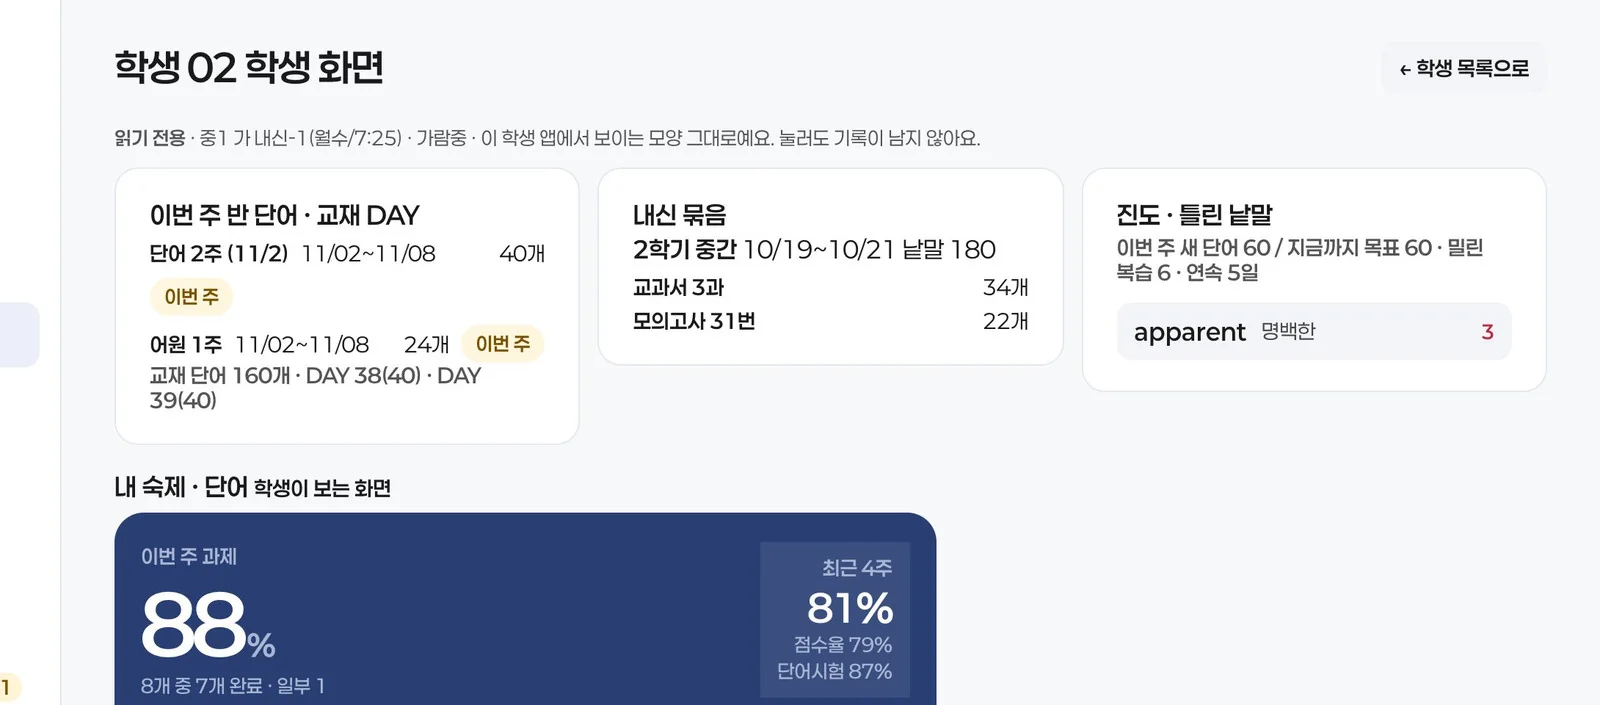 학생 02 학생 화면
← 학생 목록으로
읽기 전용 · 중1 가 내신-1(월수/7:25) · 가람중 · 이 학생 앱에서 보이는 모양 그대로예요. 눌러도 기록이 남지 않아요.
이번 주 반 단어 · 교재 DAY
단어 2주 (11/2) 11/02~11/08 40개
이번 주
어원 1주 11/02~11/08 24개 이번 주
교재 단어 160개 · DAY 38(40) · DAY
39(40)
내신 묶음
2학기 중간 10/19~10/21 낱말 180
교과서 3과 34개
모의고사 31번 22개
진도 · 틀린 낱말
이번 주 새 단어 60 / 지금까지 목표 60 · 밀린
복습 6 · 연속 5일
apparent 명백한 3
내 숙제 · 단어 학생이 보는 화면
이번 주 과제
88%
8개 중 7개 완료 · 일부 1
최근 4주
81%
점수율 79%
단어시험 87%
1